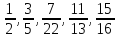 1/2, 3/5, 7/22, 11/13, 15/16